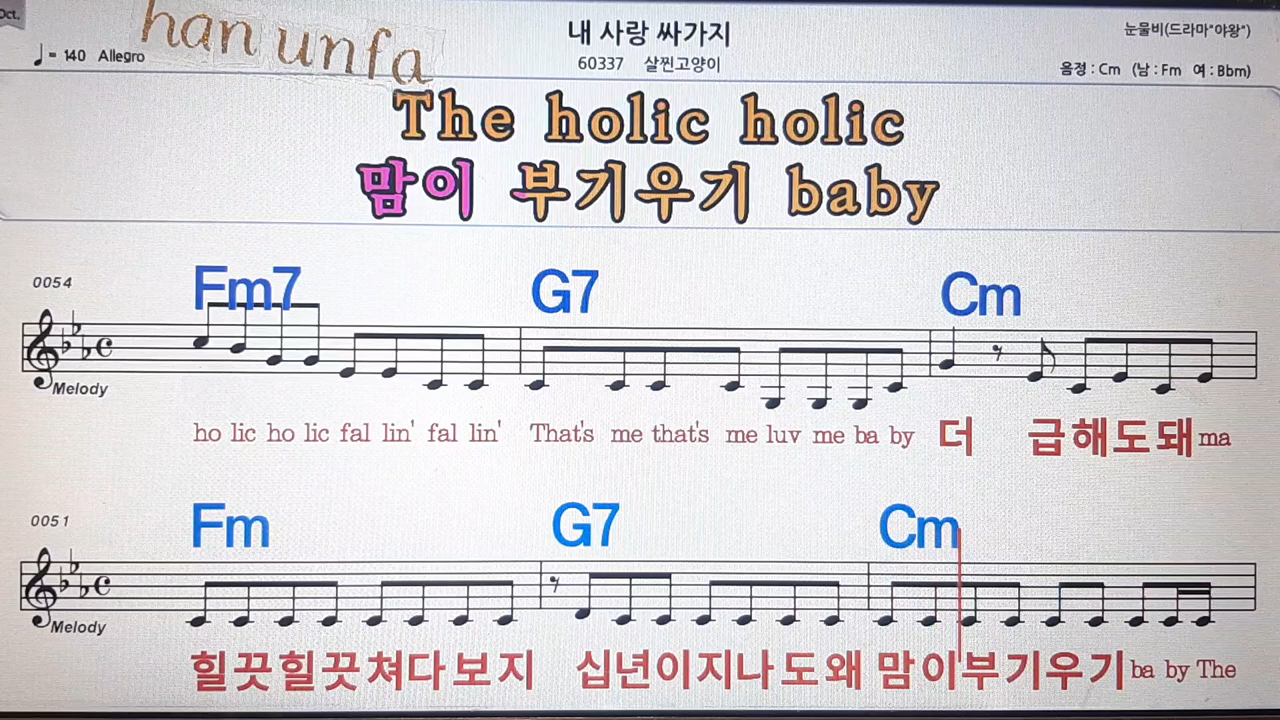 Oct.
han unfa
내 사랑 싸가지
눈물비(드라마"야왕")
♩= 140 Allegro
60337 살찐고양이
음정 : Cm (남 : Fm 여 : Bbm)
The holic holic
맘이 부기우기 baby
0054
Fm7 G7 Cm
Melody
ho lic ho lic fal lin' fal lin' That's me that's me luv me ba by 더 급해도돼 ma
0051
Fm G7 Cm
Melody
힐끗힐끗쳐다보지 십년이지나도왜 맘이부기우기 ba by The